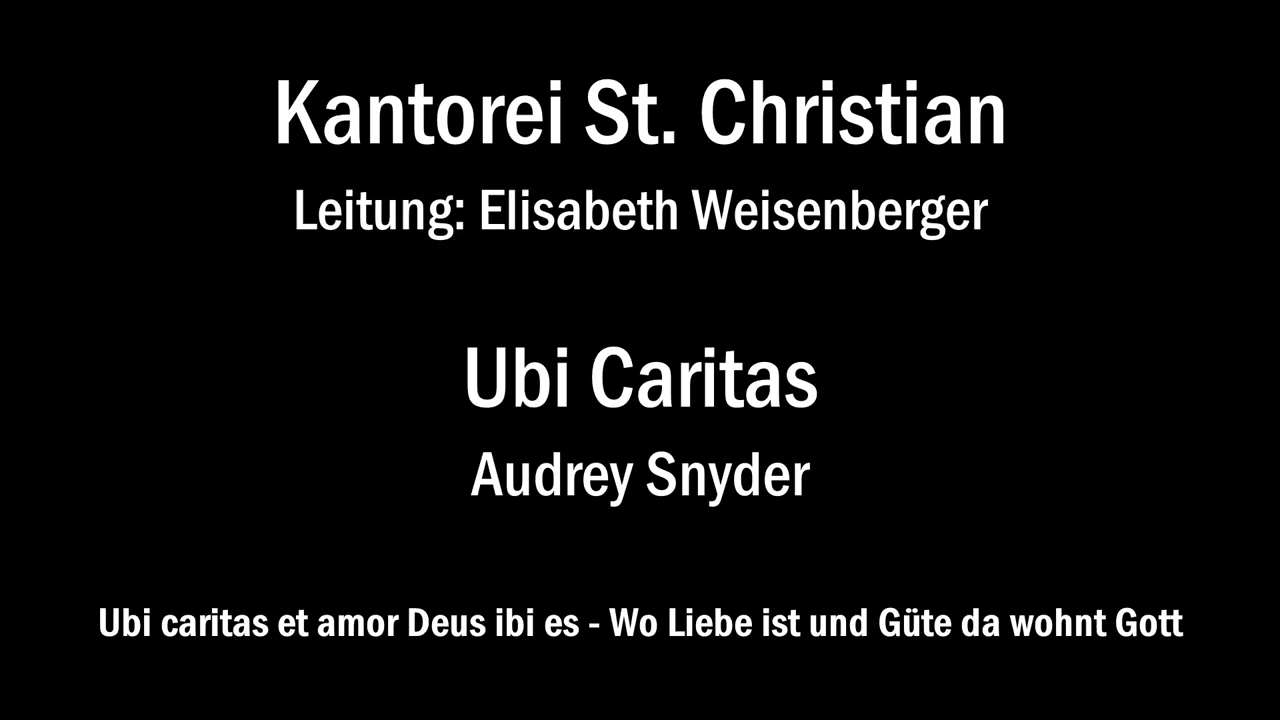 Kantorei St. Christian
Leitung: Elisabeth Weisenberger
Ubi Caritas
Audrey Snyder
Ubi caritas et amor Deus ibi es - Wo Liebe ist und Güte da wohnt Gott